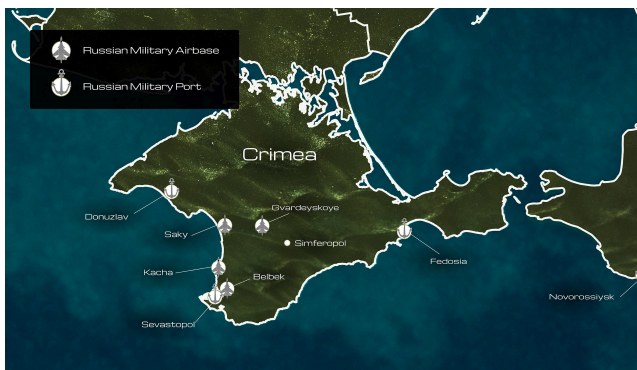 Russian Military Airbase
Russian Military Port
Crimea
Donuzlav
Gvardeyskoye
Saky
Simferopol
Fedosia
Kacha
Belbek
Novorossiysk
Sevastopol